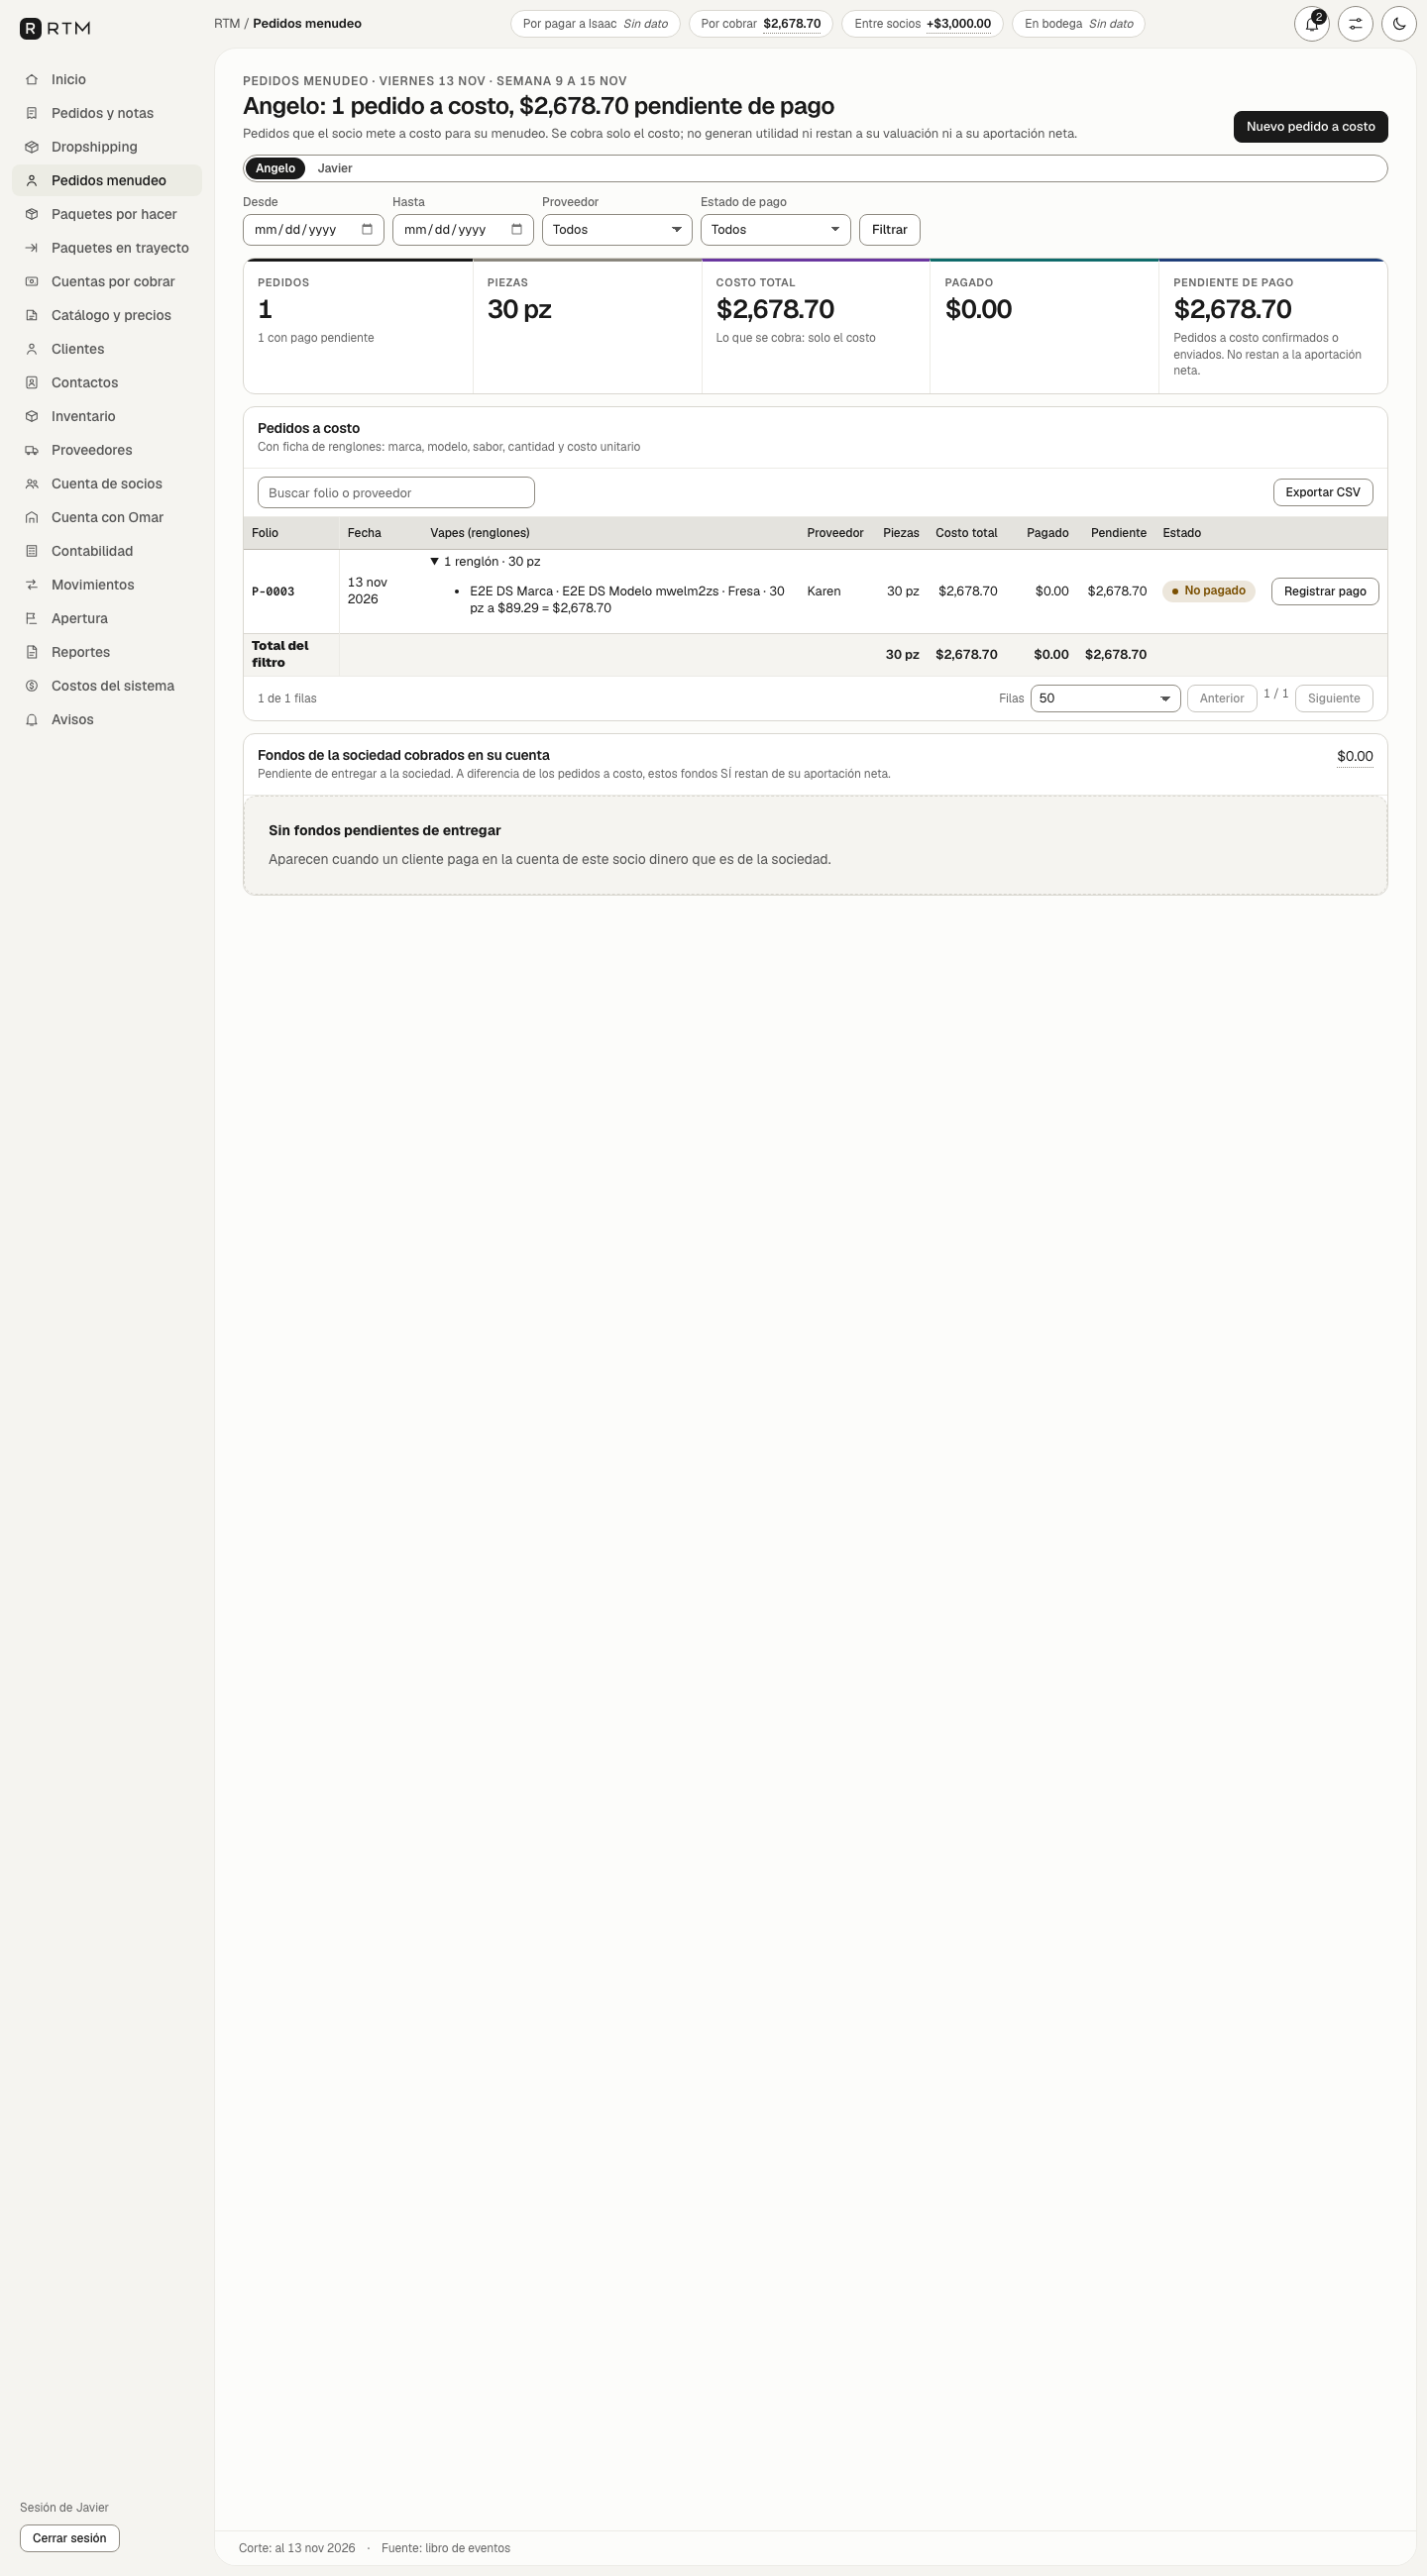 R RTM
RTM / Pedidos menudeo
Por pagar a Isaac Sin dato
Por cobrar $2,678.70
Entre socios +$3,000.00
En bodega Sin dato
2
Inicio
Pedidos y notas
Dropshipping
Pedidos menudeo
Paquetes por hacer
Paquetes en trayecto
Cuentas por cobrar
Catálogo y precios
Clientes
Contactos
Inventario
Proveedores
Cuenta de socios
Cuenta con Omar
Contabilidad
Movimientos
Apertura
Reportes
Costos del sistema
Avisos
Sesión de Javier
Cerrar sesión
PEDIDOS MENUDEO · VIERNES 13 NOV · SEMANA 9 A 15 NOV
Angelo: 1 pedido a costo, $2,678.70 pendiente de pago
Pedidos que el socio mete a costo para su menudeo. Se cobra solo el costo; no generan utilidad ni restan a su valuación ni a su aportación neta.
Nuevo pedido a costo
Angelo Javier
Desde Hasta Proveedor Estado de pago
mm/dd/yyyy mm/dd/yyyy Todos Todos Filtrar
PEDIDOS
1
1 con pago pendiente
PIEZAS
30 pz
COSTO TOTAL
$2,678.70
Lo que se cobra: solo el costo
PAGADO
$0.00
PENDIENTE DE PAGO
$2,678.70
Pedidos a costo confirmados o
enviados. No restan a la aportación
neta.
Pedidos a costo
Con ficha de renglones: marca, modelo, sabor, cantidad y costo unitario
Buscar folio o proveedor
Exportar CSV
Folio Fecha Vapes (renglones) Proveedor Piezas Costo total Pagado Pendiente Estado
P-0003
13 nov
2026
▼ 1 renglón · 30 pz
• E2E DS Marca · E2E DS Modelo mwelm2zs · Fresa · 30
pz a $89.29 = $2,678.70
Karen 30 pz $2,678.70 $0.00 $2,678.70 No pagado Registrar pago
Total del
filtro
30 pz $2,678.70 $0.00 $2,678.70
1 de 1 filas
Filas 50 Anterior 1 / 1 Siguiente
Fondos de la sociedad cobrados en su cuenta
$0.00
Pendiente de entregar a la sociedad. A diferencia de los pedidos a costo, estos fondos SÍ restan de su aportación neta.
Sin fondos pendientes de entregar
Aparecen cuando un cliente paga en la cuenta de este socio dinero que es de la sociedad.
Corte: al 13 nov 2026 · Fuente: libro de eventos